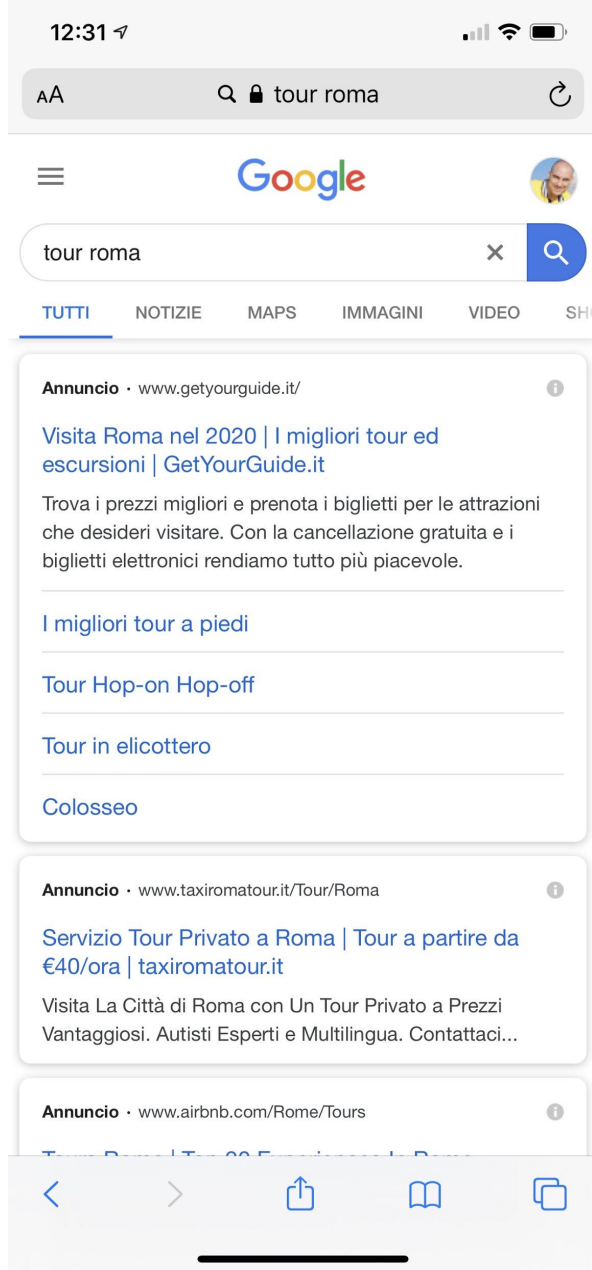 12:31
AA tour roma
Google
tour roma
TUTTI NOTIZIE MAPS IMMAGINI VIDEO
Annuncio · www.getyourguide.it/
Visita Roma nel 2020 | I migliori tour ed
escursioni | GetYourGuide.it
Trova i prezzi migliori e prenota i biglietti per le attrazioni
che desideri visitare. Con la cancellazione gratuita e i
biglietti elettronici rendiamo tutto più piacevole.
I migliori tour a piedi
Tour Hop-on Hop-off
Tour in elicottero
Colosseo
Annuncio · www.taxiromatour.it/Tour/Roma
Servizio Tour Privato a Roma | Tour a partire da
€40/ora | taxiromatour.it
Visita La Città di Roma con Un Tour Privato a Prezzi
Vantaggiosi. Autisti Esperti e Multilingua. Contattaci...
Annuncio · www.airbnb.com/Rome/Tours